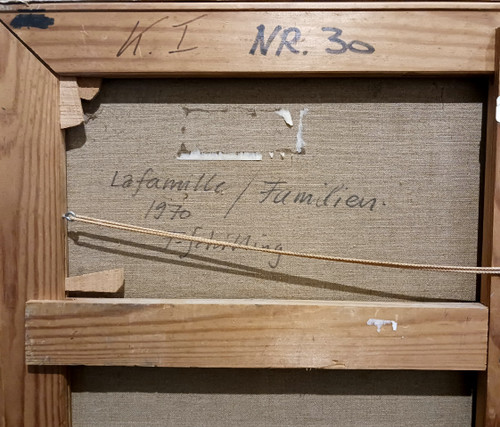 K. I NR. 30
Lafamille / Familien.
1970